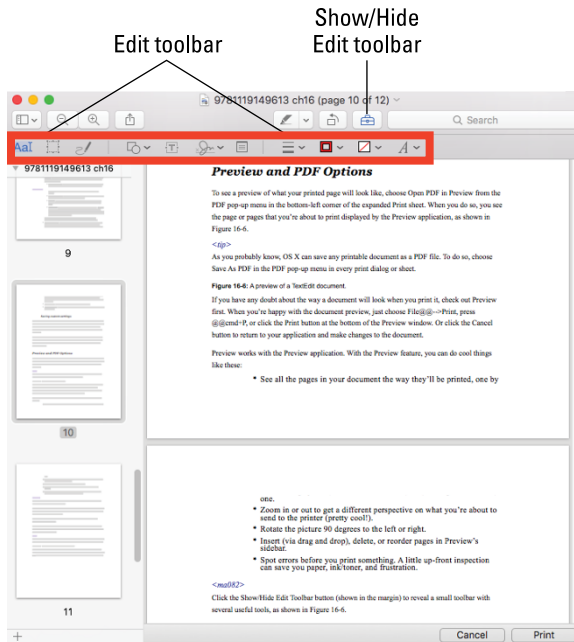 Show/Hide
Edit toolbar
Edit toolbar
9781119149613 ch16 (page 10 of 12)
Search
AaI
T
A
9781119149613 ch16
9
10
11
Preview and PDF Options
To see a preview of what your printed page will look like, choose Open PDF in Preview from the
PDF pop-up menu in the bottom-left corner of the expanded Print sheet. When you do so, you see
the page or pages that you're about to print displayed by the Preview application, as shown in
Figure 16-6.
<tip>
As you probably know, OS X can save any printable document as a PDF file. To do so, choose
Save As PDF in the PDF pop-up menu in every print dialog or sheet.
Figure 16-6: A preview of a TextEdit document.
If you have any doubt about the way a document will look when you print it, check out Preview
first. When you're happy with the document preview, just choose File@@-->Print, press
@@cmd+P, or click the Print button at the bottom of the Preview window. Or click the Cancel
button to return to your application and make changes to the document.
Preview works with the Preview application. With the Preview feature, you can do cool things
like these:
* See all the pages in your document the way they'll be printed, one by
one.
* Zoom in or out to get a different perspective on what you're about to
send to the printer (pretty cool!).
* Rotate the picture 90 degrees to the left or right.
* Insert (via drag and drop), delete, or reorder pages in Preview's
sidebar.
* Spot errors before you print something. A little up-front inspection
can save you paper, ink/toner, and frustration.
<ma082>
Click the Show/Hide Edit Toolbar button (shown in the margin) to reveal a small toolbar with
several useful tools, as shown in Figure 16-6.
Cancel
Print